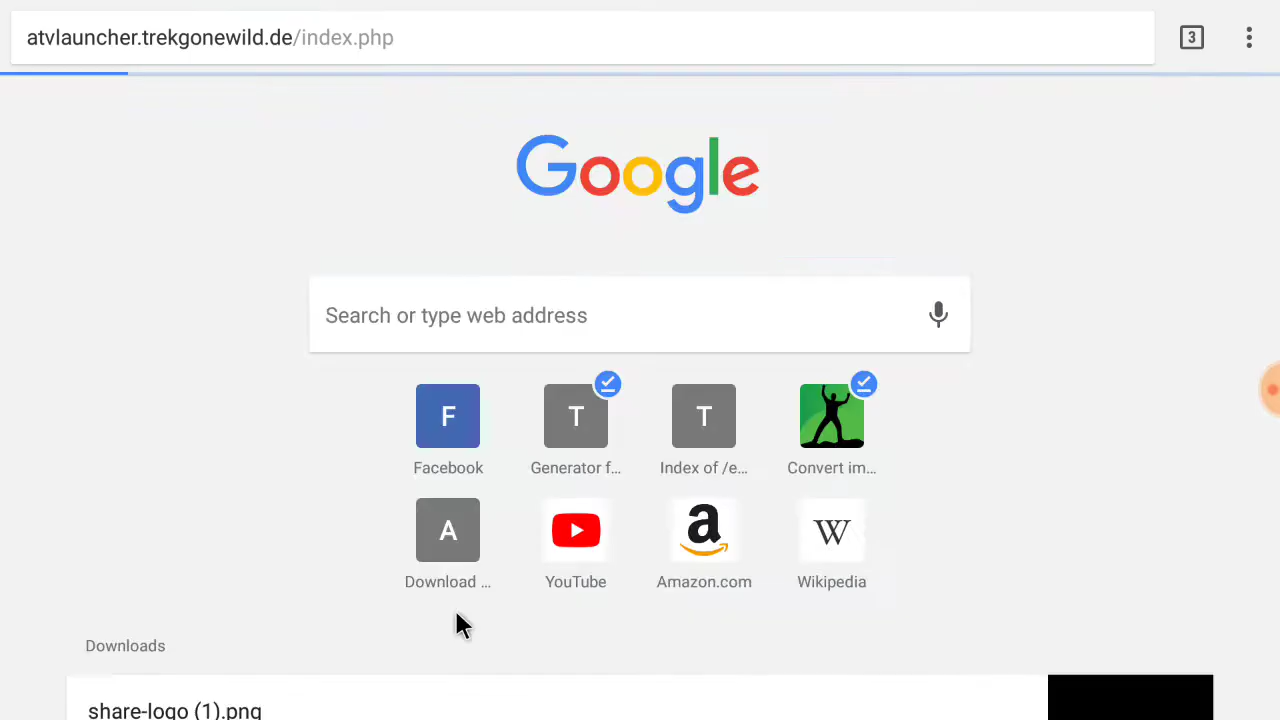 atvlauncher.trekgonewild.de/index.php
3
Google
Search or type web address
F
T
T
Facebook
Generator f...
Index of /e...
Convert im...
A
a
W
Download ...
YouTube
Amazon.com
Wikipedia
Downloads
share-logo (1).png